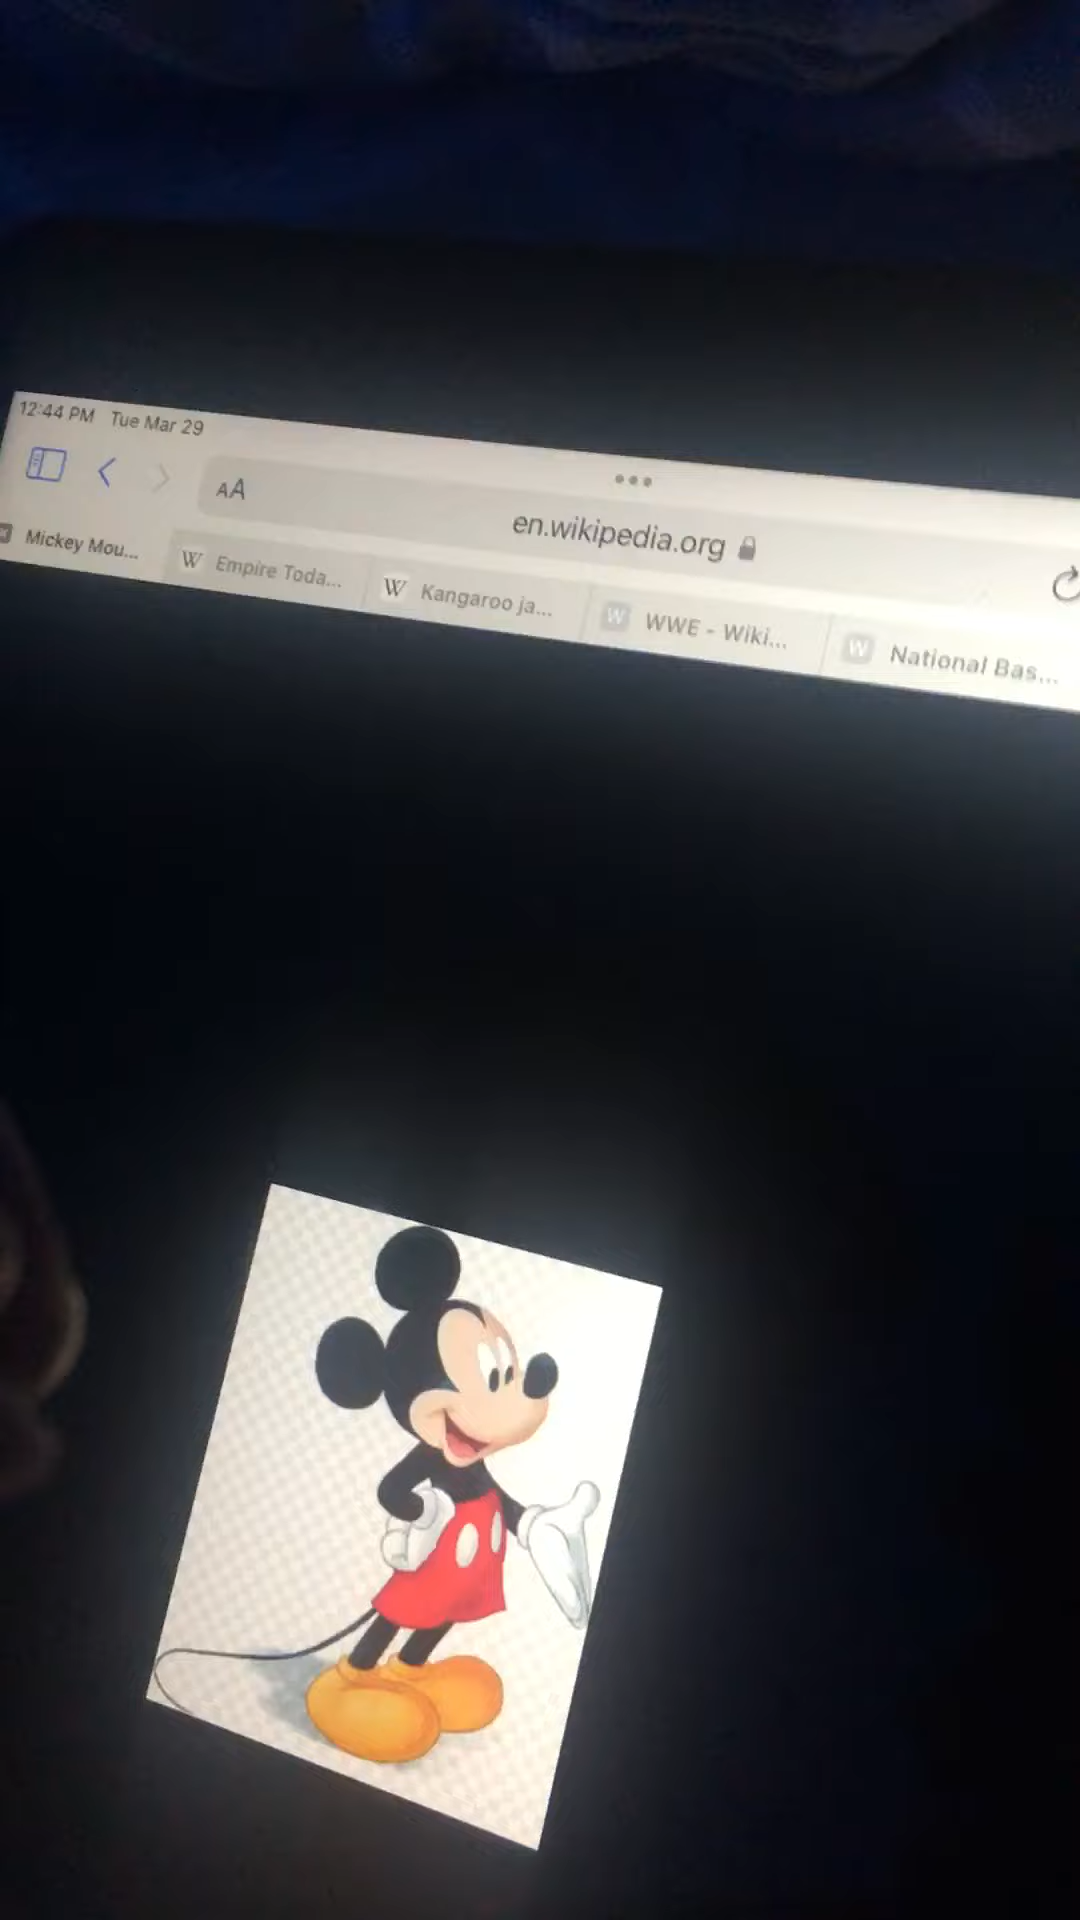 12:44 PM Tue Mar 29
AA
en.wikipedia.org
Mickey Mou...
W Empire Toda...
W Kangaroo ja...
W WWE - Wiki...
W National Bas...